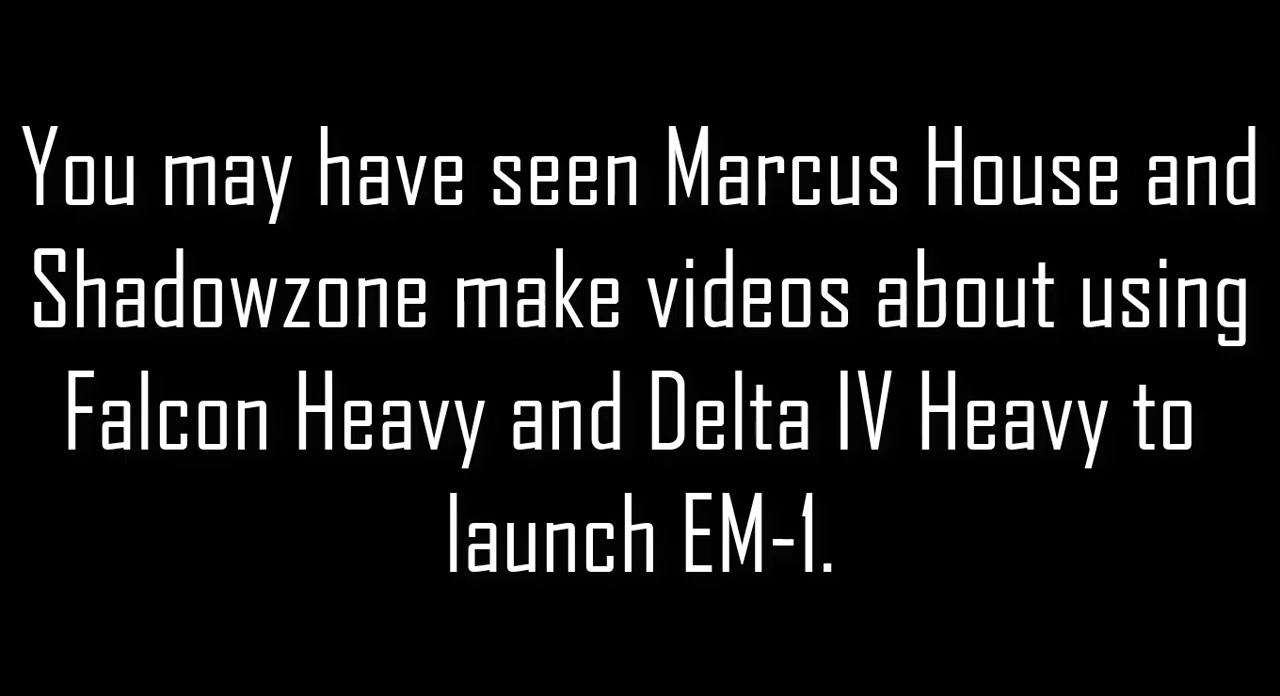 You may have seen Marcus House and
Shadowzone make videos about using
Falcon Heavy and Delta IV Heavy to
launch EM-1.